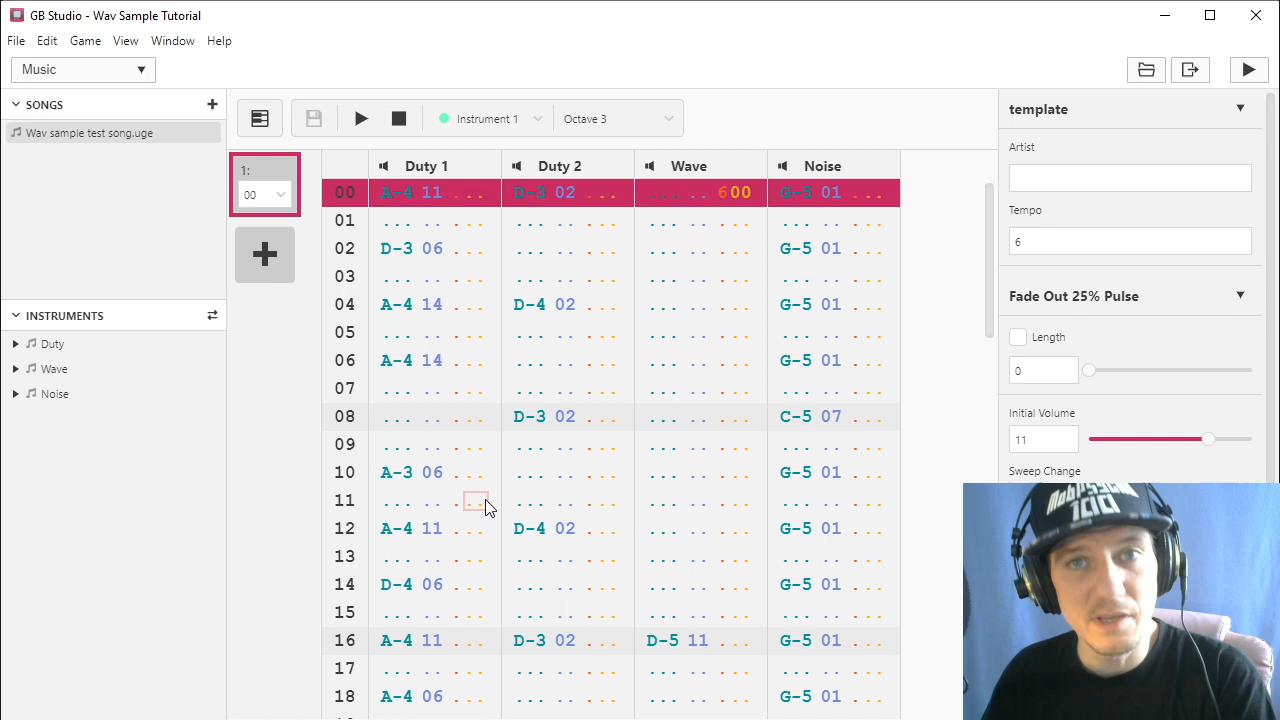 GB Studio - Wav Sample Tutorial
File Edit Game View Window Help
Music
SONGS
Wav sample test song.uge
INSTRUMENTS
Duty
Wave
Noise
Instrument 1
Octave 3
1:
00
Duty 1 Duty 2 Wave Noise
00 A-4 11 ... D-3 02 ... ... .. 600 G-5 01 ...
01 ... .. ... ... .. ... ... .. ... ... .. ...
02 D-3 06 ... ... .. ... ... .. ... G-5 01 ...
03 ... .. ... ... .. ... ... .. ... ... .. ...
04 A-4 14 ... D-4 02 ... ... .. ... G-5 01 ...
05 ... .. ... ... .. ... ... .. ... ... .. ...
06 A-4 14 ... ... .. ... ... .. ... G-5 01 ...
07 ... .. ... ... .. ... ... .. ... ... .. ...
08 ... .. ... D-3 02 ... ... .. ... C-5 07 ...
09 ... .. ... ... .. ... ... .. ... ... .. ...
10 A-3 06 ... ... .. ... ... .. ... G-5 01 ...
11 ... .. ... ... .. ... ... .. ... ... .. ...
12 A-4 11 ... D-4 02 ... ... .. ... G-5 01 ...
13 ... .. ... ... .. ... ... .. ... ... .. ...
14 D-4 06 ... ... .. ... ... .. ... G-5 01 ...
15 ... .. ... ... .. ... ... .. ... ... .. ...
16 A-4 11 ... D-3 02 ... D-5 11 ... G-5 01 ...
17 ... .. ... ... .. ... ... .. ... ... .. ...
18 A-4 06 ... ... .. ... ... .. ... G-5 01 ...
template
Artist
Tempo
6
Fade Out 25% Pulse
Length
0
Initial Volume
11
Sweep Change
100